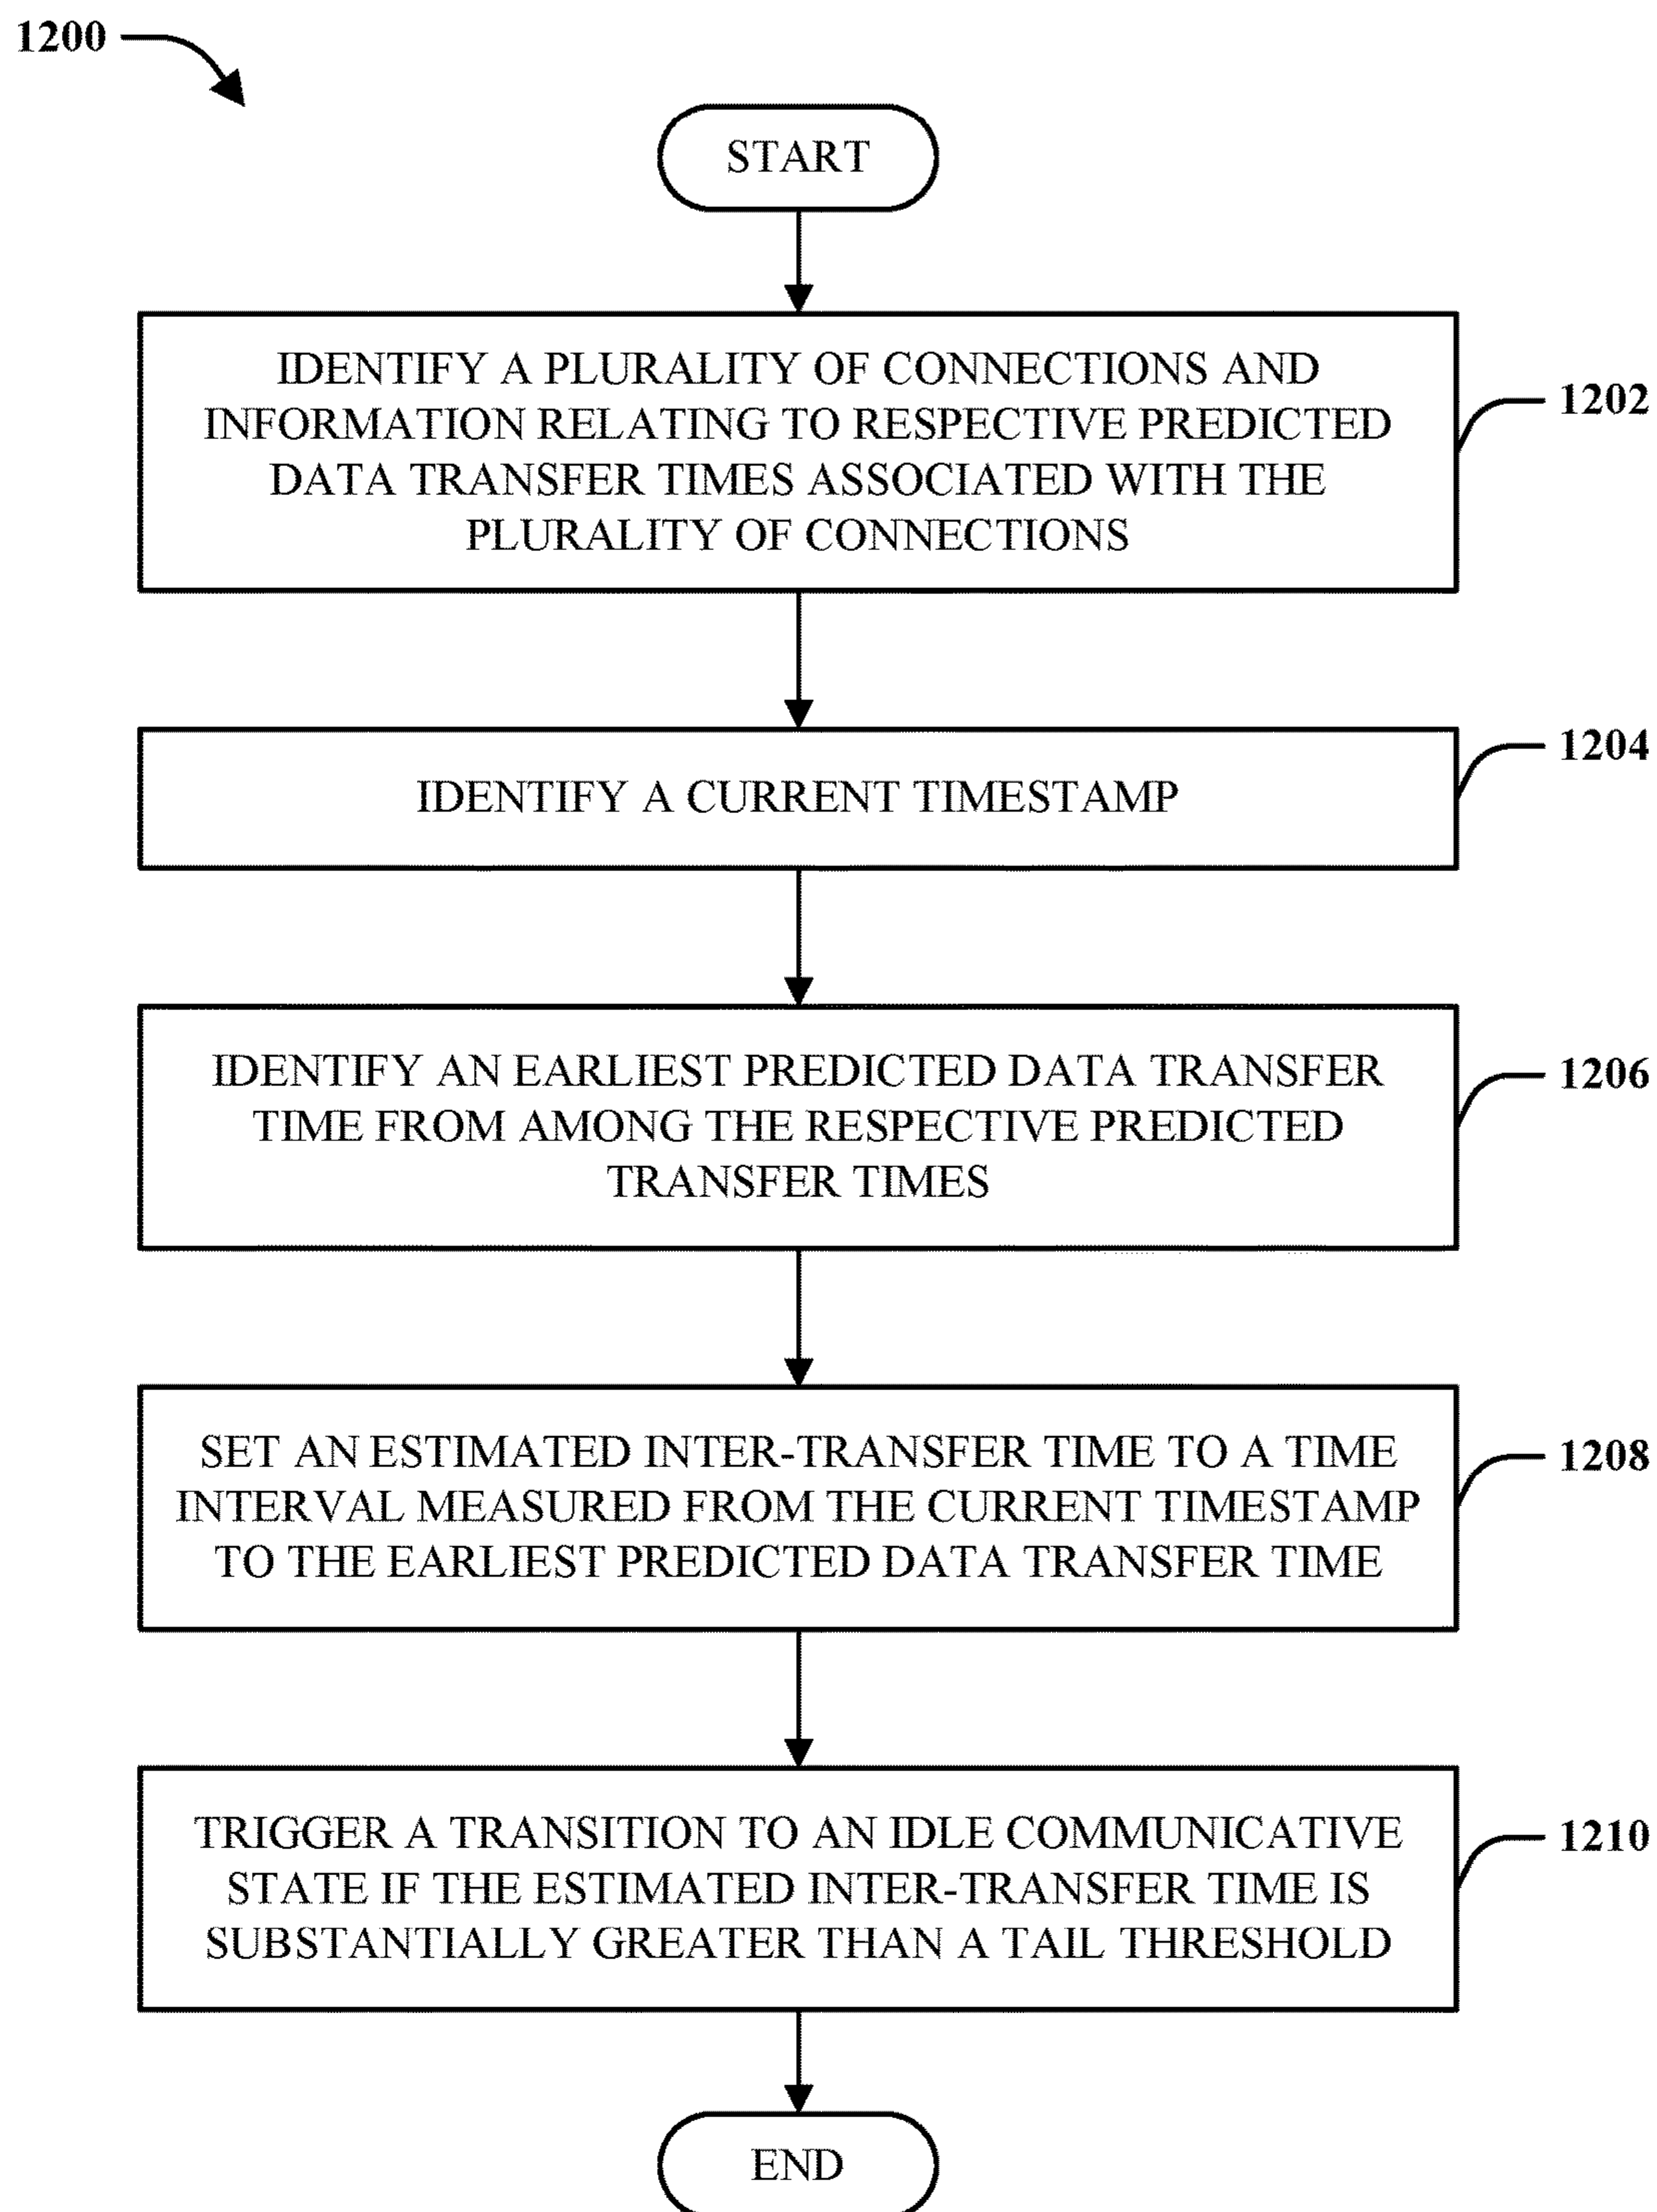 1200
START
IDENTIFY A PLURALITY OF CONNECTIONS AND
INFORMATION RELATING TO RESPECTIVE PREDICTED
DATA TRANSFER TIMES ASSOCIATED WITH THE
PLURALITY OF CONNECTIONS
1202
IDENTIFY A CURRENT TIMESTAMP
1204
IDENTIFY AN EARLIEST PREDICTED DATA TRANSFER
TIME FROM AMONG THE RESPECTIVE PREDICTED
TRANSFER TIMES
1206
SET AN ESTIMATED INTER-TRANSFER TIME TO A TIME
INTERVAL MEASURED FROM THE CURRENT TIMESTAMP
TO THE EARLIEST PREDICTED DATA TRANSFER TIME
1208
TRIGGER A TRANSITION TO AN IDLE COMMUNICATIVE
STATE IF THE ESTIMATED INTER-TRANSFER TIME IS
SUBSTANTIALLY GREATER THAN A TAIL THRESHOLD
1210
END